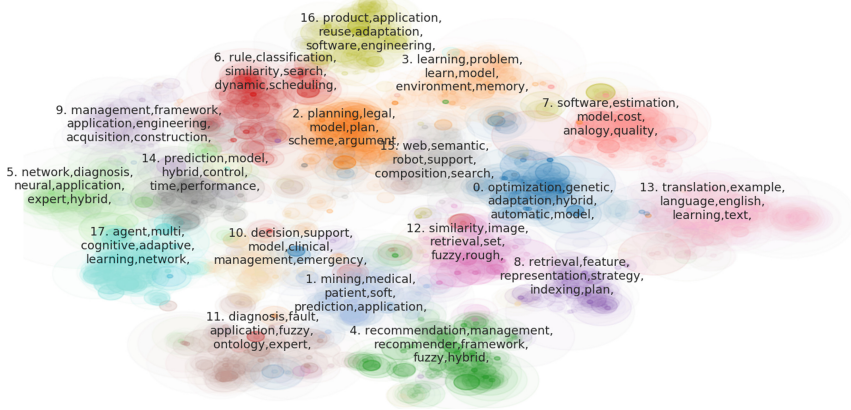 16. product,application,
reuse,adaptation,
software,engineering,
6. rule,classification,
similarity,search,
dynamic,scheduling,
3. learning,problem,
learn,model,
environment,memory,
9. management,framework,
application,engineering,
acquisition,construction,
2. planning,legal,
model,plan,
scheme,argument,
7. software,estimation,
model,cost,
analogy,quality,
15. web,semantic,
robot,support,
composition,search,
14. prediction,model,
hybrid,control,
time,performance,
5. network,diagnosis,
neural,application,
expert,hybrid,
0. optimization,genetic,
adaptation,hybrid,
automatic,model,
13. translation,example,
language,english,
learning,text,
17. agent,multi,
cognitive,adaptive,
learning,network,
10. decision,support,
model,clinical,
management,emergency,
12. similarity,image,
retrieval,set,
fuzzy,rough,
8. retrieval,feature,
representation,strategy,
indexing,plan,
1. mining,medical,
patient,soft,
prediction,application,
11. diagnosis,fault,
application,fuzzy,
ontology,expert,
4. recommendation,management,
recommender,framework,
fuzzy,hybrid,